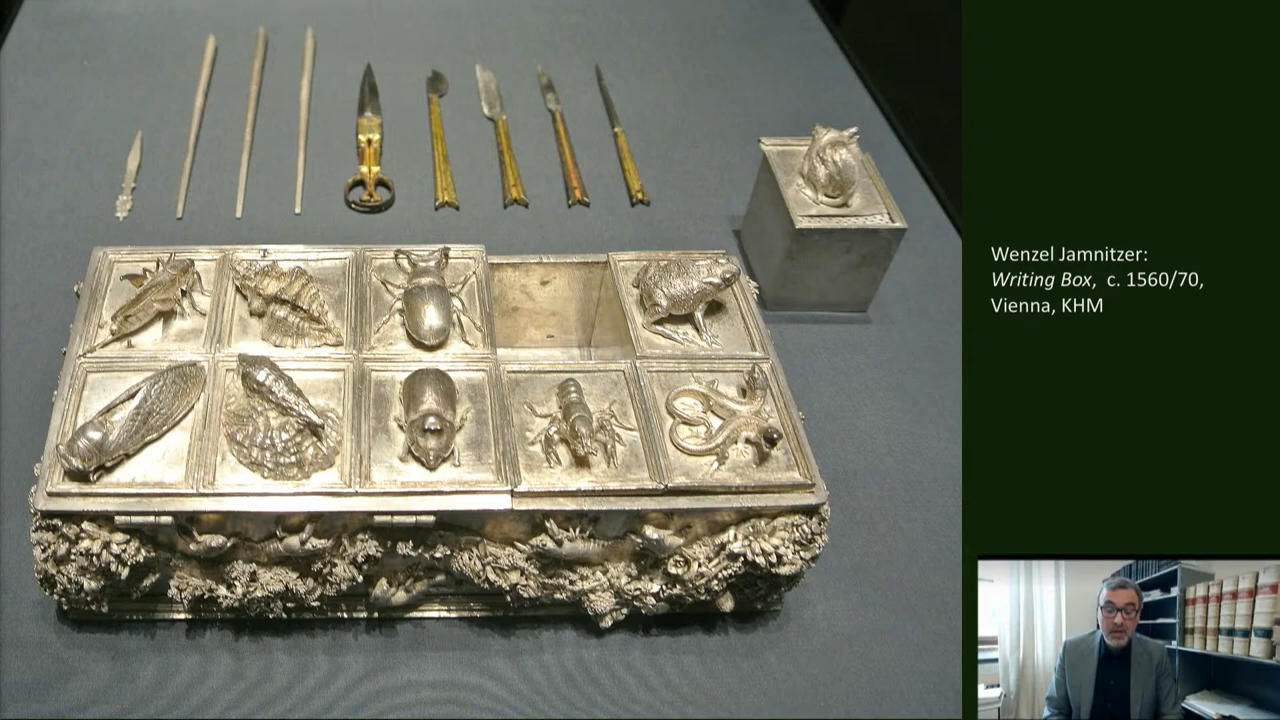 Wenzel Jamnitzer:
Writing Box, c. 1560/70,
Vienna, KHM